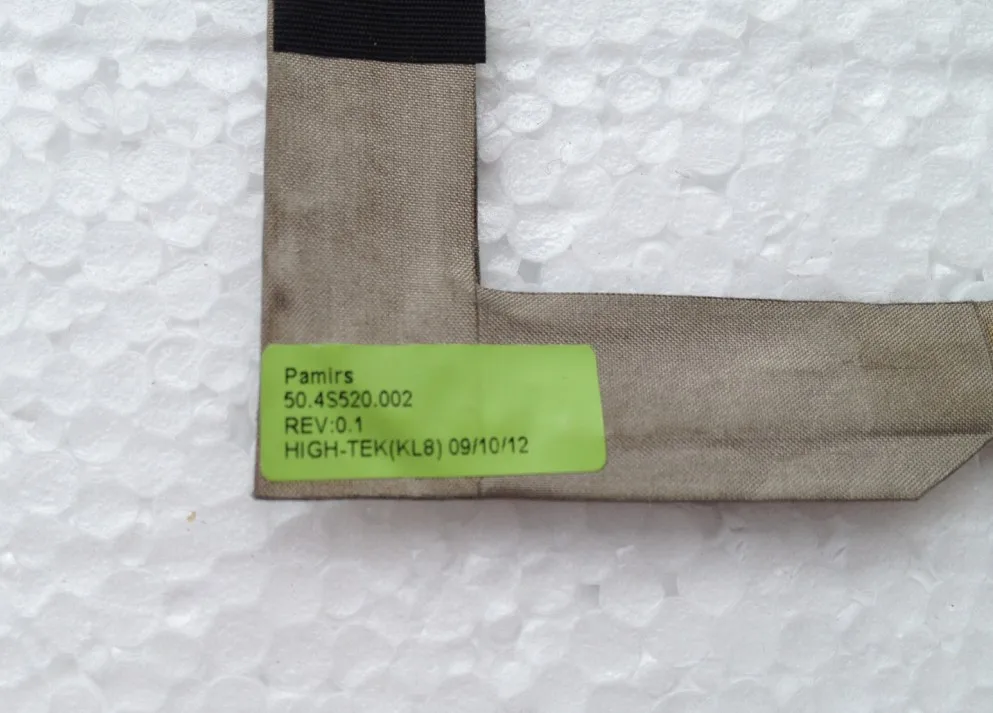 Pamirs
50.4S520.002
REV:0.1
HIGH-TEK(KL8) 09/10/12